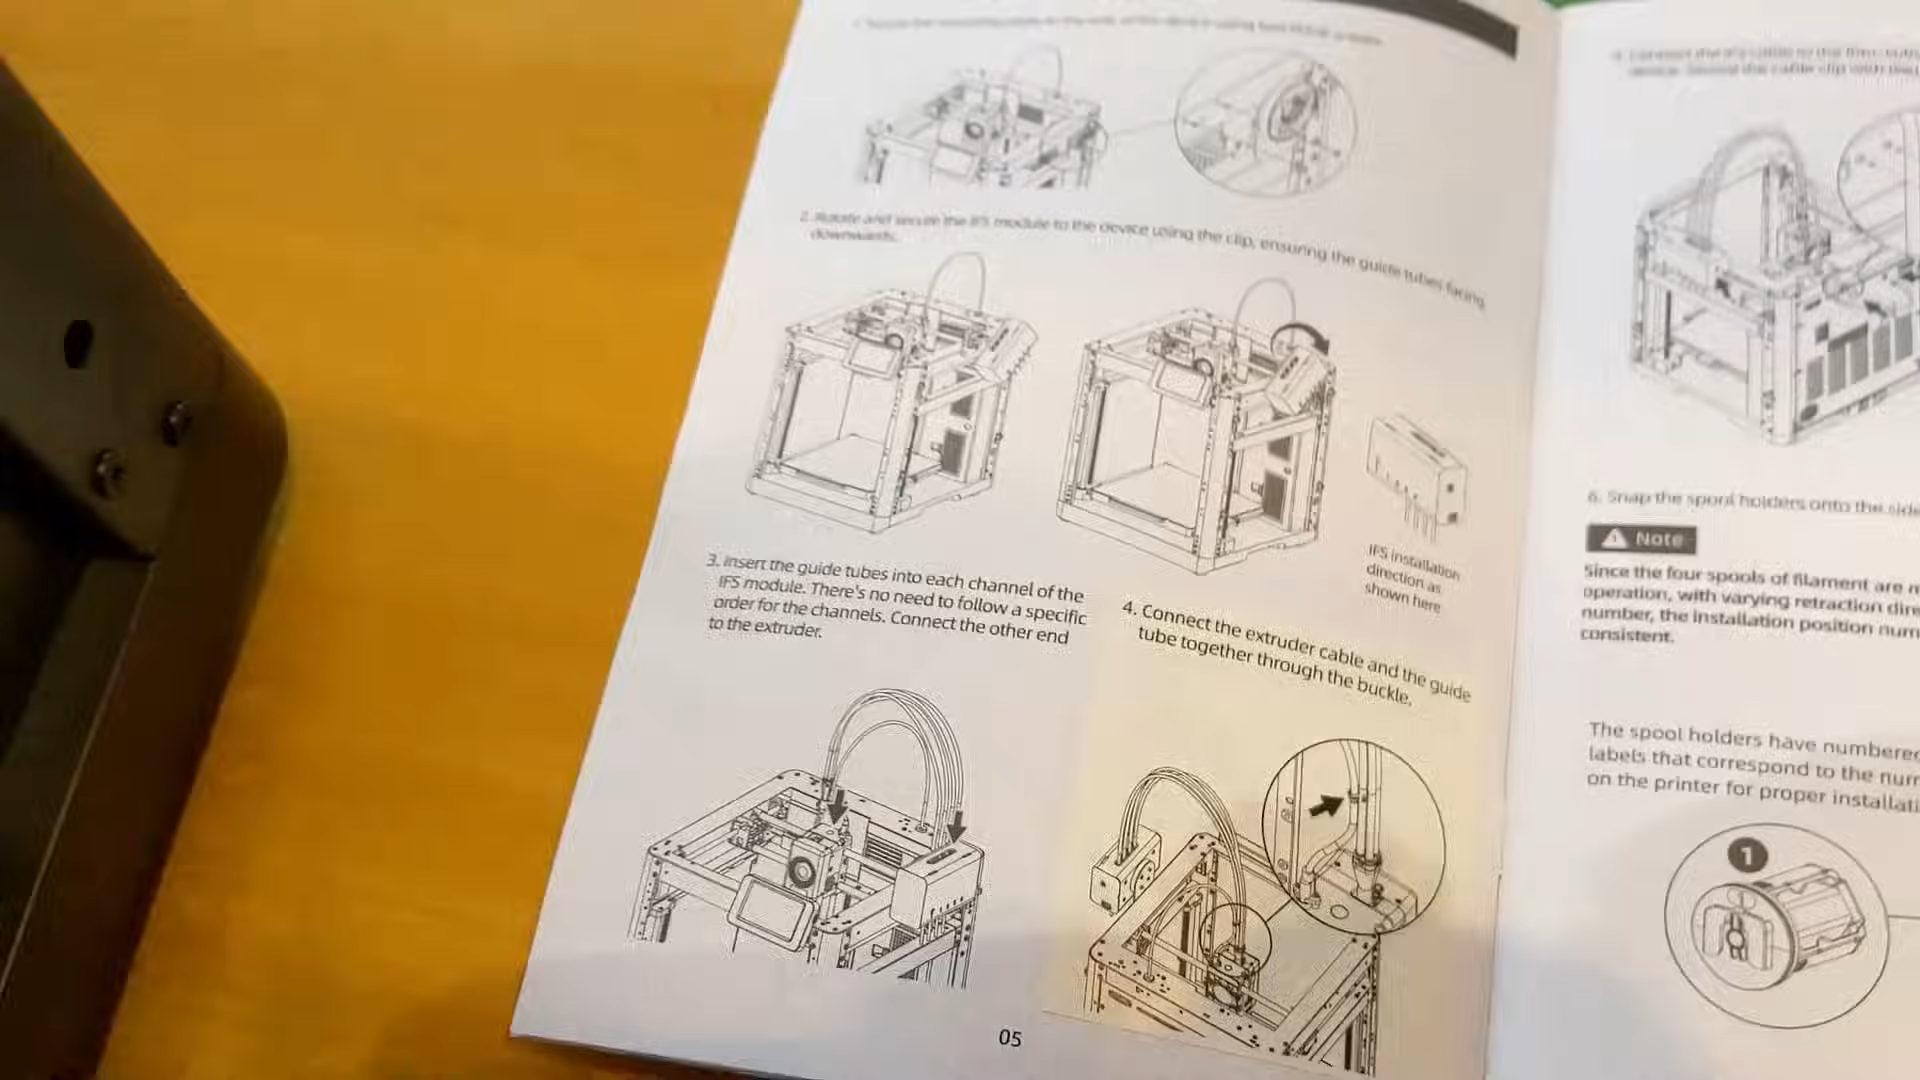 2. Rotate and secure the IFS module to the device using the clip, ensuring the guide tubes facing
downwards.
IFS installation
direction as
shown here
3. Insert the guide tubes into each channel of the
IFS module. There's no need to follow a specific
order for the channels. Connect the other end
to the extruder.
4. Connect the extruder cable and the guide
tube together through the buckle.
05
6. Snap the spool holders onto the side
Note
Since the four spools of filament are
operation, with varying retraction
number, the installation position
consistent.
The spool holders have numbered
labels that correspond to the
on the printer for proper
1